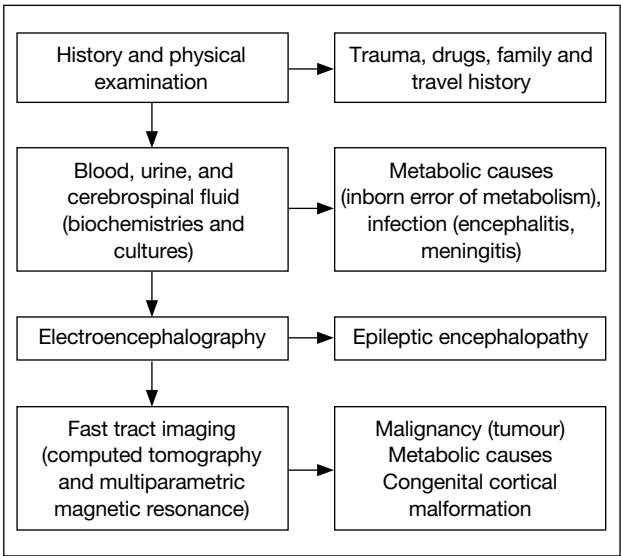 History and physical
examination
Trauma, drugs, family and
travel history
Blood, urine, and
cerebrospinal fluid
(biochemistries and
cultures)
Metabolic causes
(inborn error of metabolism),
infection (encephalitis,
meningitis)
Electroencephalography
Epileptic encephalopathy
Fast tract imaging
(computed tomography
and multiparametric
magnetic resonance)
Malignancy (tumour)
Metabolic causes
Congenital cortical
malformation